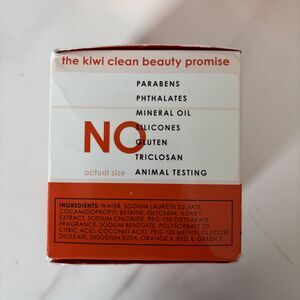 the kiwi clean beauty promise
PARABENS
PHTHALATES
MINERAL OIL
NO SILICONES
GLUTEN
TRICLOSAN
actual size ANIMAL TESTING
INGREDIENTS: WATER, SODIUM LAURETH SULFATE,
COCAMIDOPROPYL BETAINE, GLYCERIN, HONEY
EXTRACT, SODIUM CHLORIDE, PEG-150 DISTEARATE,
FRAGRANCE, SODIUM BENZOATE, POLYSORBATE 20
CITRIC ACID, COCONUT ACID, PEG-120 METHYL GLUCOSE
DIOLEATE, DISODIUM EDTA, ORANGE 4, RED 4, GREEN 3